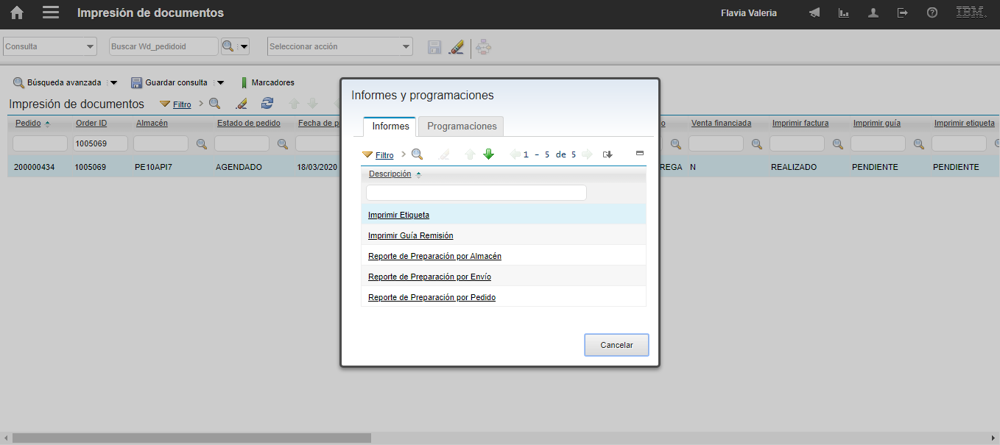 Impresión de documentos Flavia Valeria IBM.
Consulta Buscar Wd_pedidoid Seleccionar acción
Búsqueda avanzada Guardar consulta Marcadores
Impresión de documentos Filtro
Pedido Order ID Almacén Estado de pedido Fecha de p o Venta financiada Imprimir factura Imprimir guía Imprimir etiqueta
1005069
200000434 1005069 PE10API7 AGENDADO 18/03/2020 REGA N REALIZADO PENDIENTE PENDIENTE
Informes y programaciones
Informes Programaciones
Filtro 1 - 5 de 5
Descripción
Imprimir Etiqueta
Imprimir Guía Remisión
Reporte de Preparación por Almacén
Reporte de Preparación por Envío
Reporte de Preparación por Pedido
Cancelar